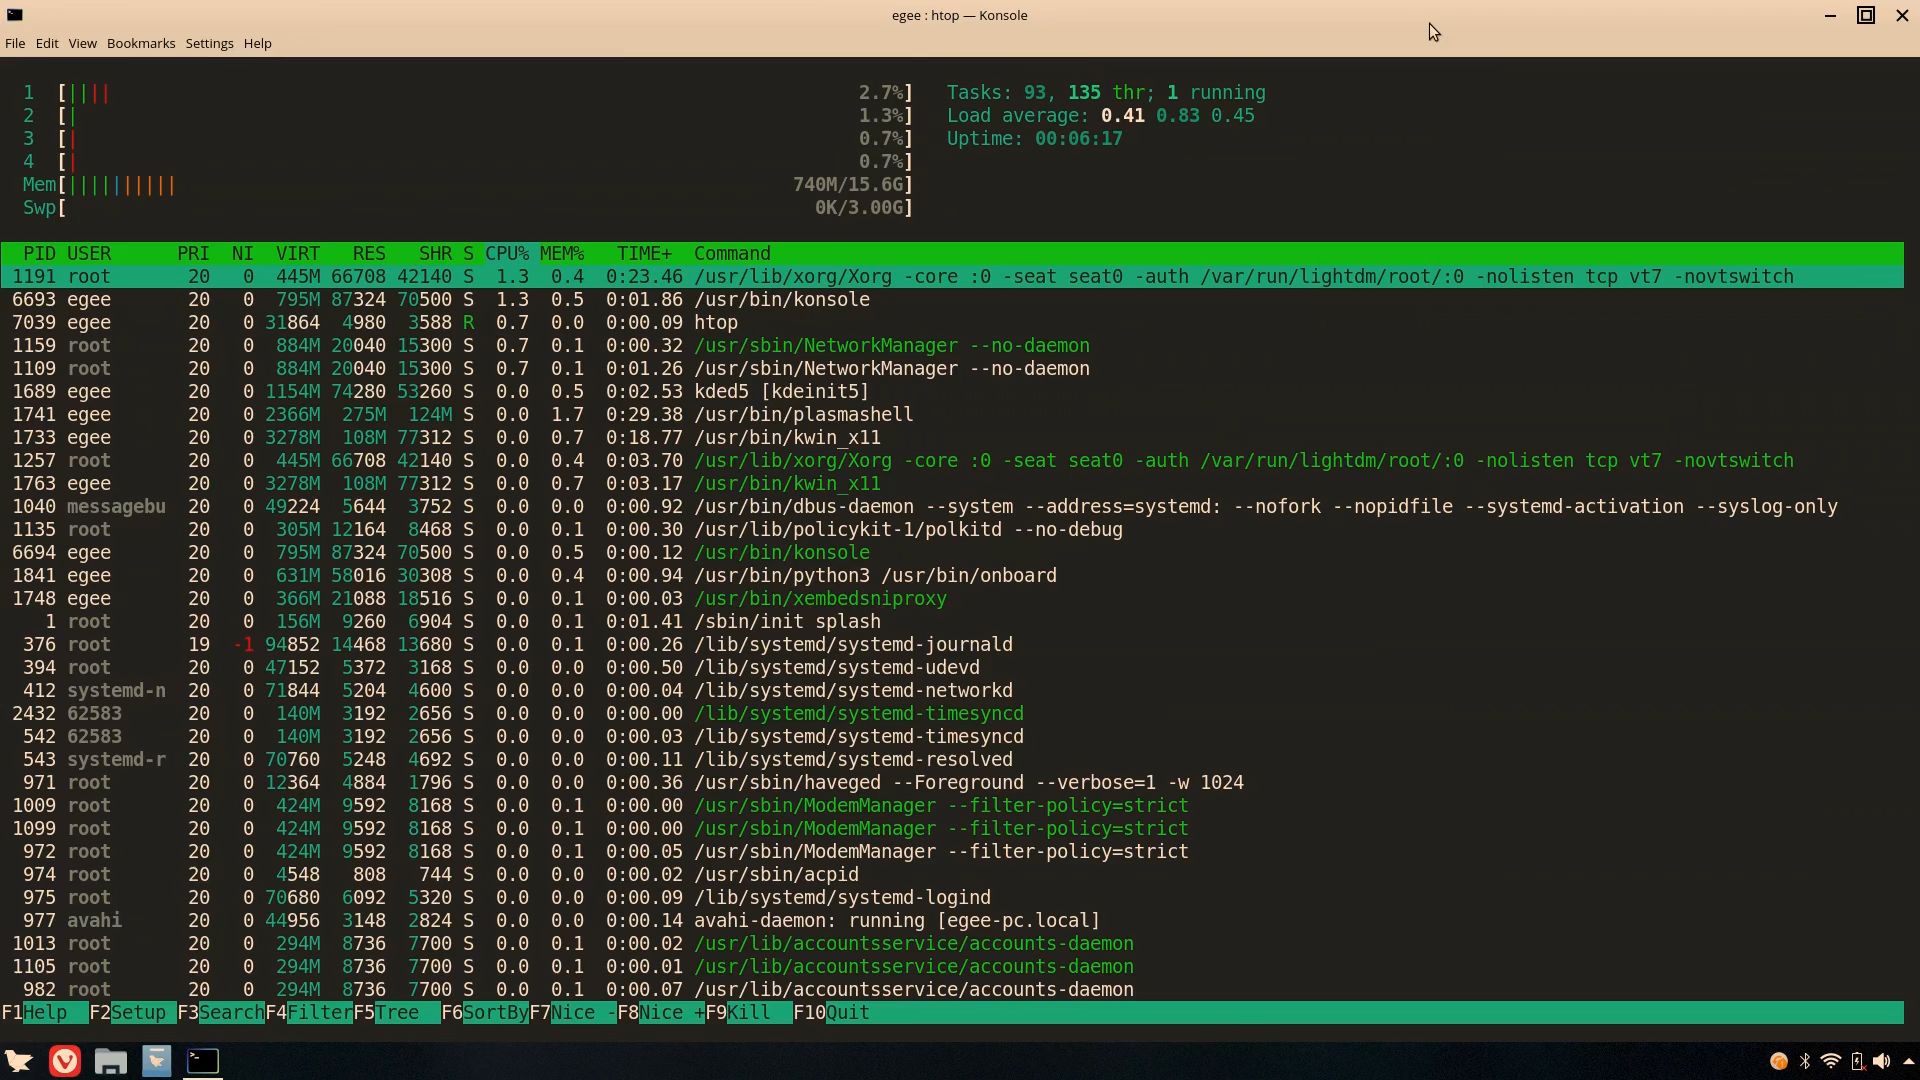 egee : htop — Konsole
File Edit View Bookmarks Settings Help
1 [|||| 2.7%] Tasks: 93, 135 thr; 1 running
2 [| 1.3%] Load average: 0.41 0.83 0.45
3 [| 0.7%] Uptime: 00:06:17
4 [| 0.7%]
Mem[|||||||||| 740M/15.6G]
Swp[ 0K/3.00G]
PID USER PRI NI VIRT RES SHR S CPU% MEM% TIME+ Command
1191 root 20 0 445M 66708 42140 S 1.3 0.4 0:23.46 /usr/lib/xorg/Xorg -core :0 -seat seat0 -auth /var/run/lightdm/root/:0 -nolisten tcp vt7 -novtswitch
6693 egee 20 0 795M 87324 70500 S 1.3 0.5 0:01.86 /usr/bin/konsole
7039 egee 20 0 31864 4980 3588 R 0.7 0.0 0:00.09 htop
1159 root 20 0 884M 20040 15300 S 0.7 0.1 0:00.32 /usr/sbin/NetworkManager --no-daemon
1109 root 20 0 884M 20040 15300 S 0.7 0.1 0:01.26 /usr/sbin/NetworkManager --no-daemon
1689 egee 20 0 1154M 74280 53260 S 0.0 0.5 0:02.53 kded5 [kdeinit5]
1741 egee 20 0 2366M 275M 124M S 0.0 1.7 0:29.38 /usr/bin/plasmashell
1733 egee 20 0 3278M 108M 77312 S 0.0 0.7 0:18.77 /usr/bin/kwin_x11
1257 root 20 0 445M 66708 42140 S 0.0 0.4 0:03.70 /usr/lib/xorg/Xorg -core :0 -seat seat0 -auth /var/run/lightdm/root/:0 -nolisten tcp vt7 -novtswitch
1763 egee 20 0 3278M 108M 77312 S 0.0 0.7 0:03.17 /usr/bin/kwin_x11
1040 messagebu 20 0 49224 5644 3752 S 0.0 0.0 0:00.92 /usr/bin/dbus-daemon --system --address=systemd: --nofork --nopidfile --systemd-activation --syslog-only
1135 root 20 0 305M 12164 8468 S 0.0 0.1 0:00.30 /usr/lib/policykit-1/polkitd --no-debug
6694 egee 20 0 795M 87324 70500 S 0.0 0.5 0:00.12 /usr/bin/konsole
1841 egee 20 0 631M 58016 30308 S 0.0 0.4 0:00.94 /usr/bin/python3 /usr/bin/onboard
1748 egee 20 0 366M 21088 18516 S 0.0 0.1 0:00.03 /usr/bin/xembedsniproxy
1 root 20 0 156M 9260 6904 S 0.0 0.1 0:01.41 /sbin/init splash
376 root 19 -1 94852 14468 13680 S 0.0 0.1 0:00.26 /lib/systemd/systemd-journald
394 root 20 0 47152 5372 3168 S 0.0 0.0 0:00.50 /lib/systemd/systemd-udevd
412 systemd-n 20 0 71844 5204 4600 S 0.0 0.0 0:00.04 /lib/systemd/systemd-networkd
2432 62583 20 0 140M 3192 2656 S 0.0 0.0 0:00.00 /lib/systemd/systemd-timesyncd
542 62583 20 0 140M 3192 2656 S 0.0 0.0 0:00.03 /lib/systemd/systemd-timesyncd
543 systemd-r 20 0 70760 5248 4692 S 0.0 0.0 0:00.11 /lib/systemd/systemd-resolved
971 root 20 0 12364 4884 1796 S 0.0 0.0 0:00.36 /usr/sbin/haveged --Foreground --verbose=1 -w 1024
1009 root 20 0 424M 9592 8168 S 0.0 0.1 0:00.00 /usr/sbin/ModemManager --filter-policy=strict
1099 root 20 0 424M 9592 8168 S 0.0 0.1 0:00.00 /usr/sbin/ModemManager --filter-policy=strict
972 root 20 0 424M 9592 8168 S 0.0 0.1 0:00.05 /usr/sbin/ModemManager --filter-policy=strict
974 root 20 0 4548 808 744 S 0.0 0.0 0:00.02 /usr/sbin/acpid
975 root 20 0 70680 6092 5320 S 0.0 0.0 0:00.09 /lib/systemd/systemd-logind
977 avahi 20 0 44956 3148 2824 S 0.0 0.0 0:00.14 avahi-daemon: running [egee-pc.local]
1013 root 20 0 294M 8736 7700 S 0.0 0.1 0:00.02 /usr/lib/accountsservice/accounts-daemon
1105 root 20 0 294M 8736 7700 S 0.0 0.1 0:00.01 /usr/lib/accountsservice/accounts-daemon
982 root 20 0 294M 8736 7700 S 0.0 0.1 0:00.07 /usr/lib/accountsservice/accounts-daemon
F1Help F2Setup F3SearchF4FilterF5Tree F6SortByF7Nice -F8Nice +F9Kill F10Quit